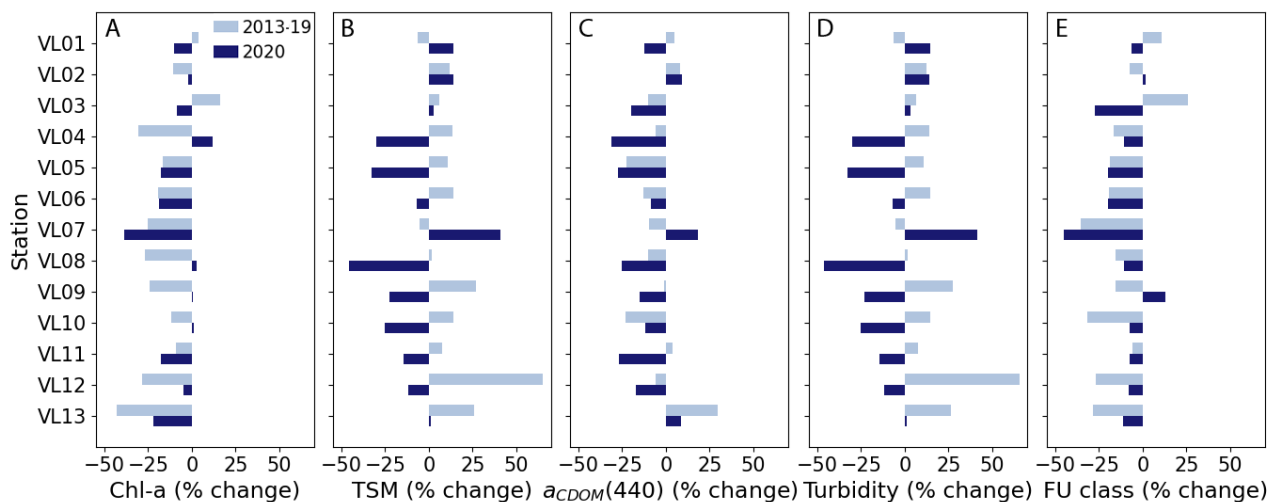 A
2013-19
2020
B
C
D
E
VL01
VL02
VL03
VL04
VL05
VL06
VL07
VL08
VL09
VL10
VL11
VL12
VL13
Station
−50 −25 0 25 50
−50 −25 0 25 50
−50 −25 0 25 50
−50 −25 0 25 50
−50 −25 0 25 50
Chl-a (% change)
TSM (% change)
aCDOM(440) (% change)
Turbidity (% change)
FU class (% change)